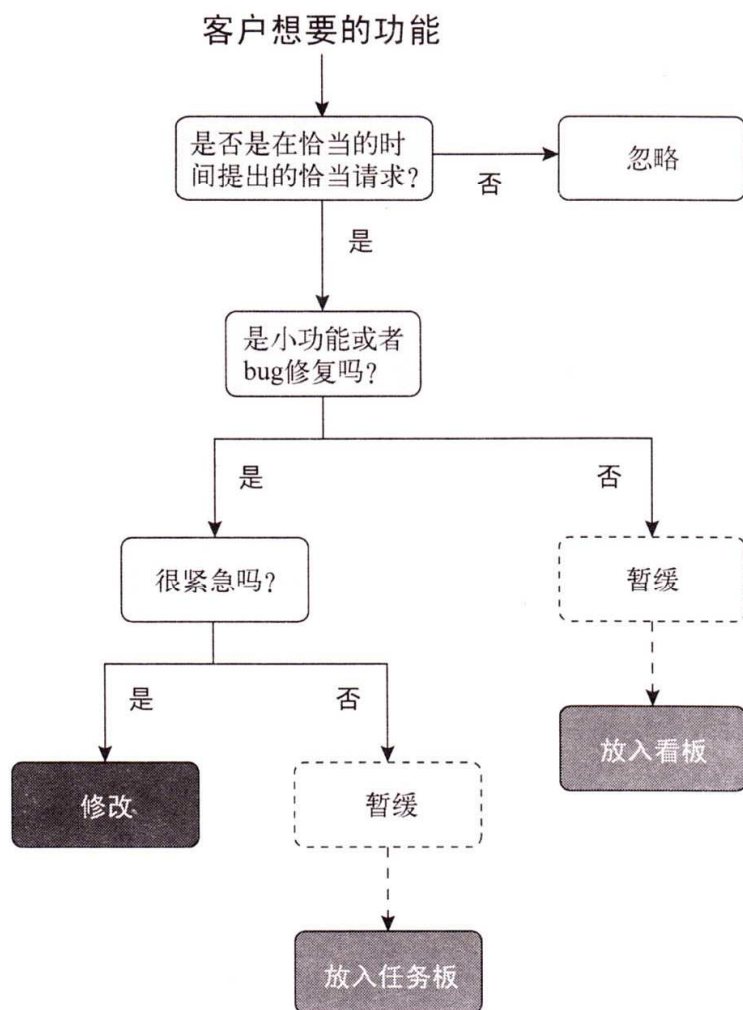 客户想要的功能
是否是在恰当的时
间提出的恰当请求?
忽略
否
是
是小功能或者
bug修复吗?
是
否
很紧急吗?
暂缓
是
否
放入看板
修改
暂缓
放入任务板